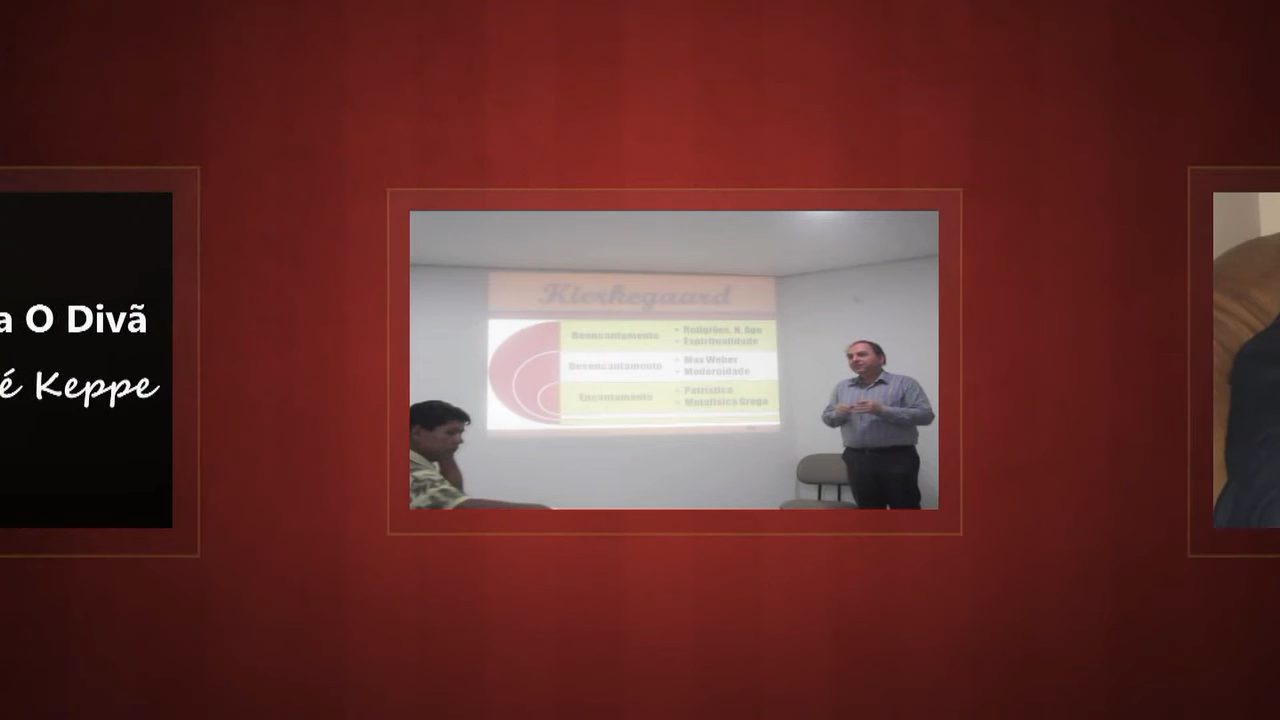 a O Divã
é Keppe
Kierkegaard
Reencantamento
• Religiões, N. Age
• Espiritualidade
Desencantamento
• Max Weber
• Modernidade
Encantamento
• Patrística
• Metafísica Grega